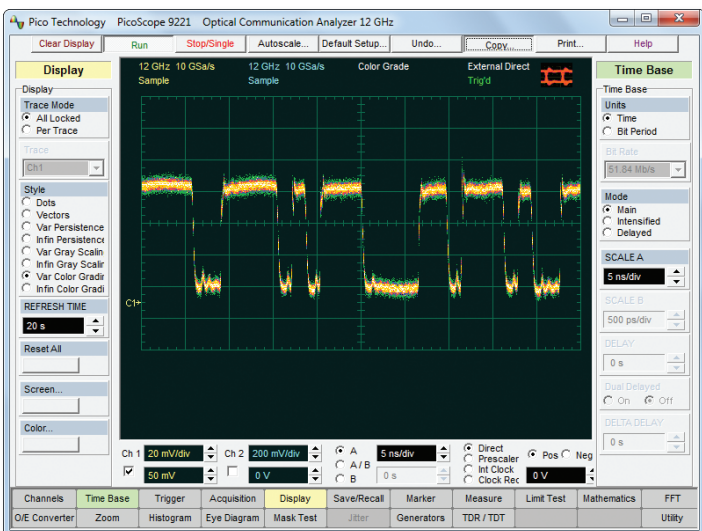 Pico Technology PicoScope 9221 Optical Communication Analyzer 12 GHz
Clear Display Run Stop/Single Autoscale... Default Setup... Undo... Copy... Print... Help
Display
Display
Trace Mode
All Locked
Per Trace
Trace
Ch1
Style
Dots
Vectors
Var Persistence
Infin Persistence
Var Gray Scalin
Infin Gray Scalir
Var Color Gradir
Infin Color Gradi
REFRESH TIME
20 s
Reset All
Screen...
Color...
12 GHz 10 GSa/s 12 GHz 10 GSa/s Color Grade External Direct
Sample Sample Trig'd
C1+
Time Base
Time Base
Units
Time
Bit Period
Bit Rate
51.84 Mb/s
Mode
Main
Intensified
Delayed
SCALE A
5 ns/div
SCALE B
500 ps/div
DELAY
0 s
Dual Delayed
On Off
DELTA DELAY
0 s
Ch 1 20 mV/div Ch 2 200 mV/div A 5 ns/div Direct
A/B Prescaler Pos Neg
50 mV 0 V B 0 s Int Clock
Clock Rec 0 V
Channels Time Base Trigger Acquisition Display Save/Recall Marker Measure Limit Test Mathematics FFT
O/E Converter Zoom Histogram Eye Diagram Mask Test Jitter Generators TDR / TDT Utility